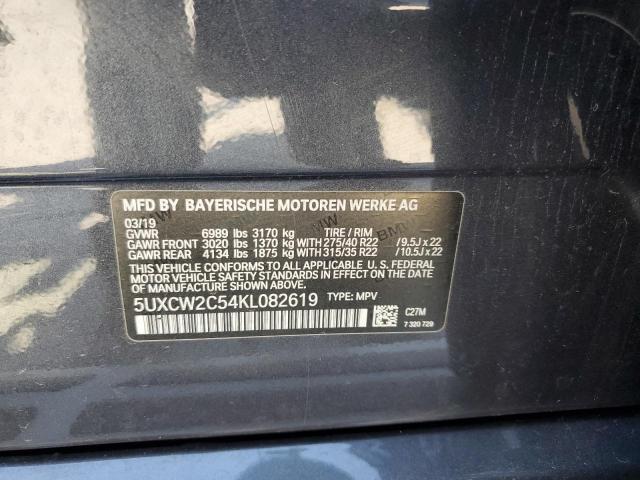 MFD BY BAYERISCHE MOTOREN WERKE AG
03/19
GVWR 6989 lbs 3170 kg TIRE / RIM
GAWR FRONT 3020 lbs 1370 kg WITH 275/40 R22 /9.5J x 22
GAWR REAR 4134 lbs 1875 kg WITH 315/35 R22 /10.5J x 22
THIS VEHICLE CONFORMS TO ALL APPLICABLE U.S. FEDERAL
MOTOR VEHICLE SAFETY STANDARDS IN EFFECT ON THE DATE OF
MANUFACTURE SHOWN ABOVE.
5UXCW2C54KL082619 TYPE: MPV
C27M
7 320 729